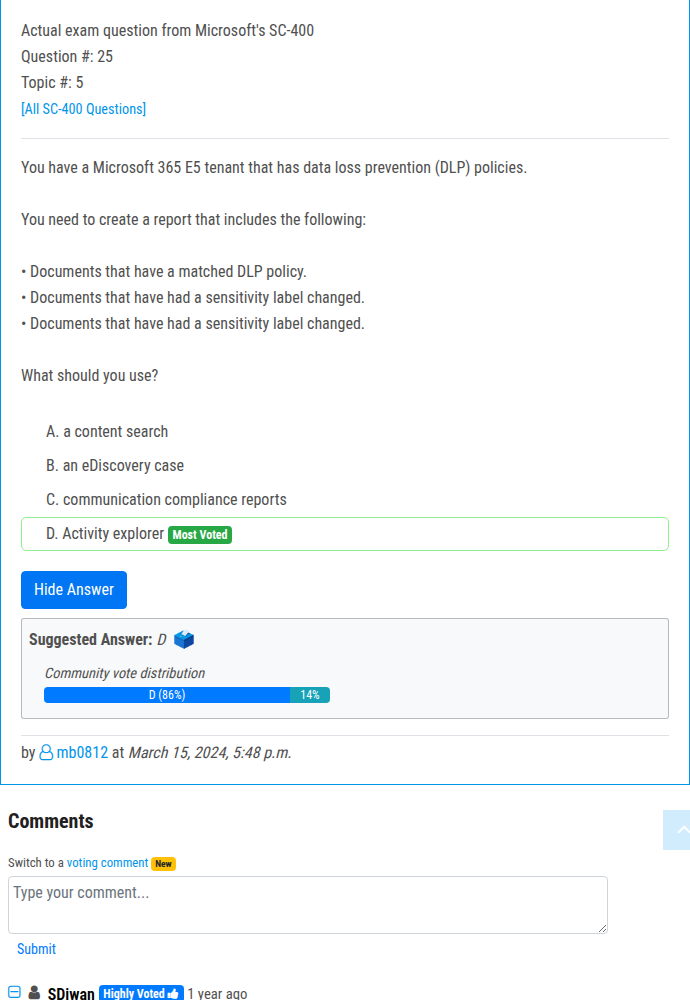 Actual exam question from Microsoft's SC-400
Question #: 25
Topic #: 5
[All SC-400 Questions]
You have a Microsoft 365 E5 tenant that has data loss prevention (DLP) policies.
You need to create a report that includes the following:
• Documents that have a matched DLP policy.
• Documents that have had a sensitivity label changed.
• Documents that have had a sensitivity label changed.
What should you use?
A. a content search
B. an eDiscovery case
C. communication compliance reports
D. Activity explorer Most Voted
Hide Answer
Suggested Answer: D
Community vote distribution
D (86%) 14%
by mb0812 at March 15, 2024, 5:48 p.m.
Comments
Switch to a voting comment New
Type your comment...
Submit
SDiwan Highly Voted 1 year ago